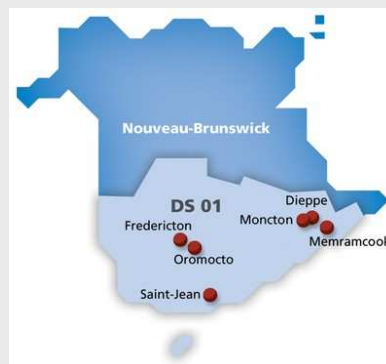 Nouveau-Brunswick
DS 01
Dieppe
Moncton
Fredericton
Memramcook
Oromocto
Saint-Jean